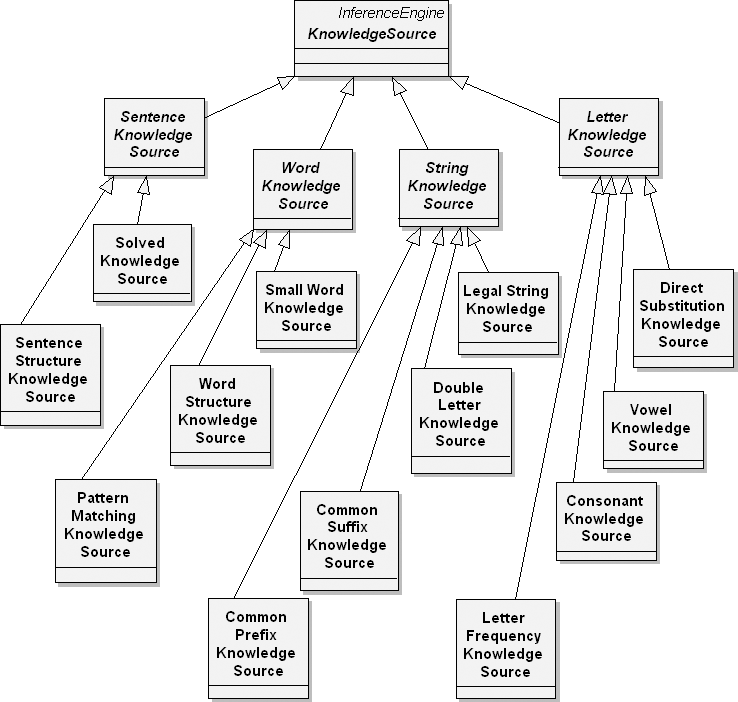 InferenceEngine
KnowledgeSource
Sentence
Knowledge
Source
Word
Knowledge
Source
String
Knowledge
Source
Letter
Knowledge
Source
Solved
Knowledge
Source
Small Word
Knowledge
Source
Legal String
Knowledge
Source
Direct
Substitution
Knowledge
Source
Sentence
Structure
Knowledge
Source
Word
Structure
Knowledge
Source
Double
Letter
Knowledge
Source
Vowel
Knowledge
Source
Pattern
Matching
Knowledge
Source
Common
Suffix
Knowledge
Source
Consonant
Knowledge
Source
Common
Prefix
Knowledge
Source
Letter
Frequency
Knowledge
Source